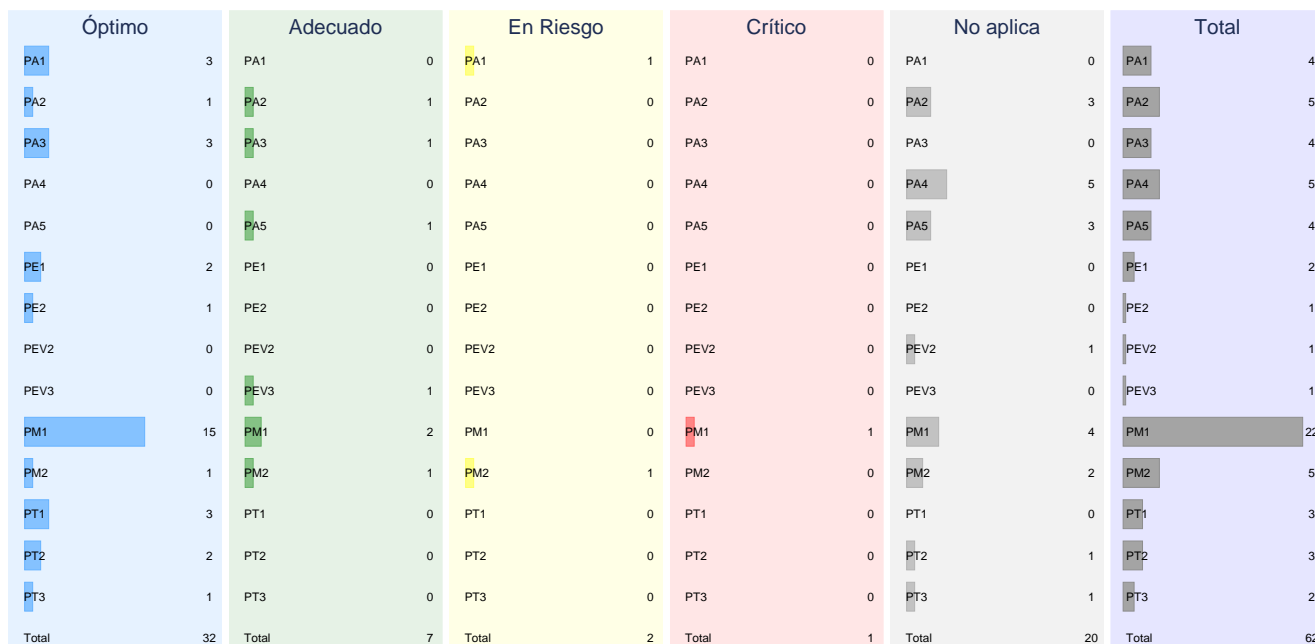 Óptimo Adecuado En Riesgo Crítico No aplica Total
PA1 3 PA1 0 PA1 1 PA1 0 PA1 0 PA1 4
PA2 1 PA2 1 PA2 0 PA2 0 PA2 3 PA2 5
PA3 3 PA3 1 PA3 0 PA3 0 PA3 0 PA3 4
PA4 0 PA4 0 PA4 0 PA4 0 PA4 5 PA4 5
PA5 0 PA5 1 PA5 0 PA5 0 PA5 3 PA5 4
PE1 2 PE1 0 PE1 0 PE1 0 PE1 0 PE1 2
PE2 1 PE2 0 PE2 0 PE2 0 PE2 0 PE2 1
PEV2 0 PEV2 0 PEV2 0 PEV2 0 PEV2 1 PEV2 1
PEV3 0 PEV3 1 PEV3 0 PEV3 0 PEV3 0 PEV3 1
PM1 15 PM1 2 PM1 0 PM1 1 PM1 4 PM1 22
PM2 1 PM2 1 PM2 1 PM2 0 PM2 2 PM2 5
PT1 3 PT1 0 PT1 0 PT1 0 PT1 0 PT1 3
PT2 2 PT2 0 PT2 0 PT2 0 PT2 1 PT2 3
PT3 1 PT3 0 PT3 0 PT3 0 PT3 1 PT3 2
Total 32 Total 7 Total 2 Total 1 Total 20 Total 62